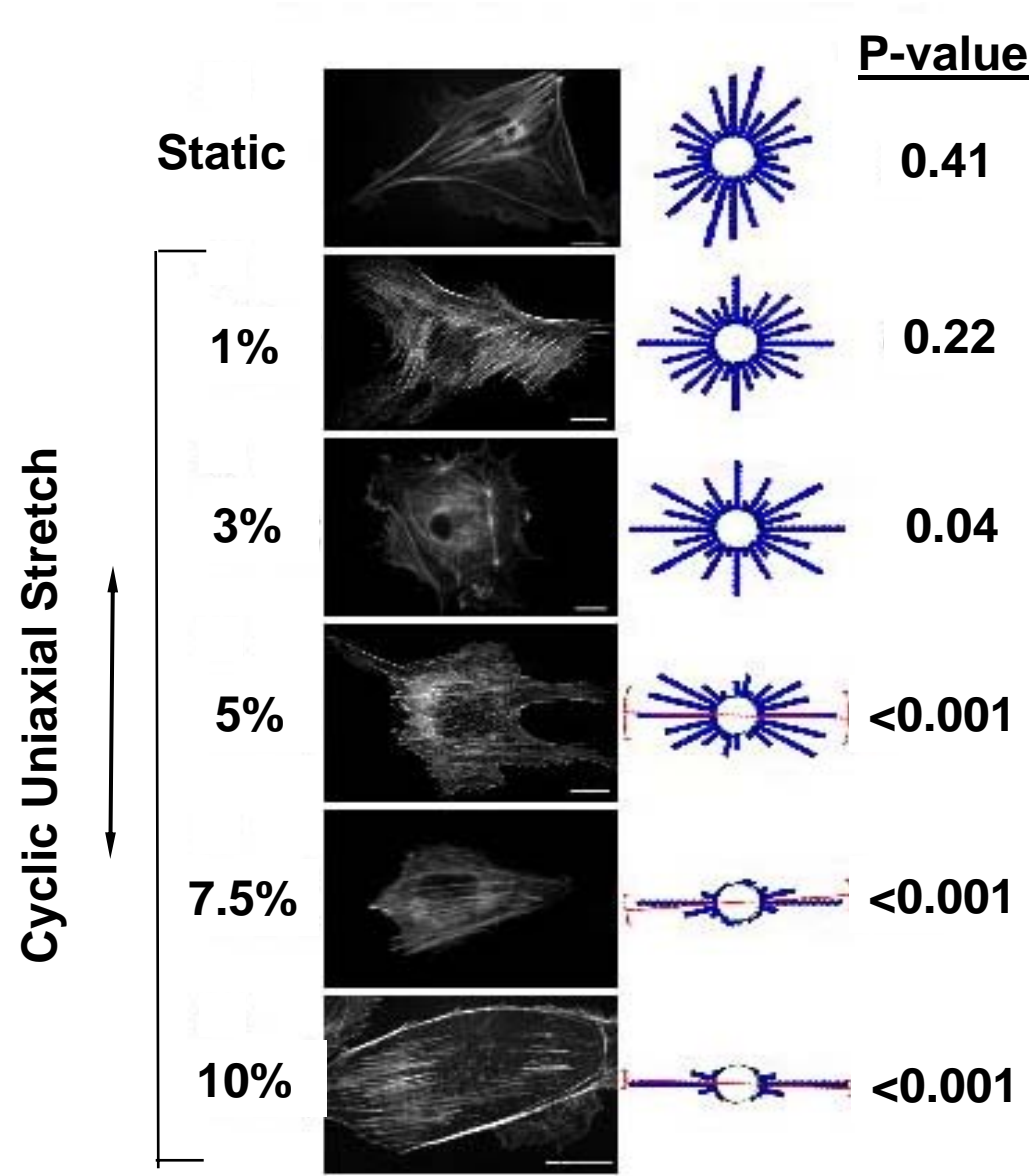 P-value
Static 0.41
1% 0.22
3% 0.04
5% <0.001
7.5% <0.001
10% <0.001
Cyclic Uniaxial Stretch